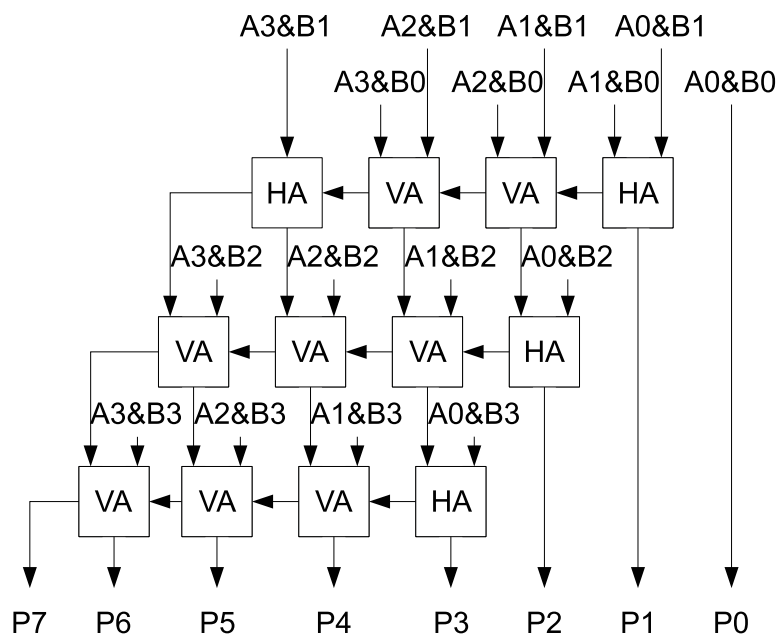 A3&B1 A2&B1 A1&B1 A0&B1
A3&B0 A2&B0 A1&B0 A0&B0
HA VA VA HA
A3&B2 A2&B2 A1&B2 A0&B2
VA VA VA HA
A3&B3 A2&B3 A1&B3 A0&B3
VA VA VA HA
P7 P6 P5 P4 P3 P2 P1 P0